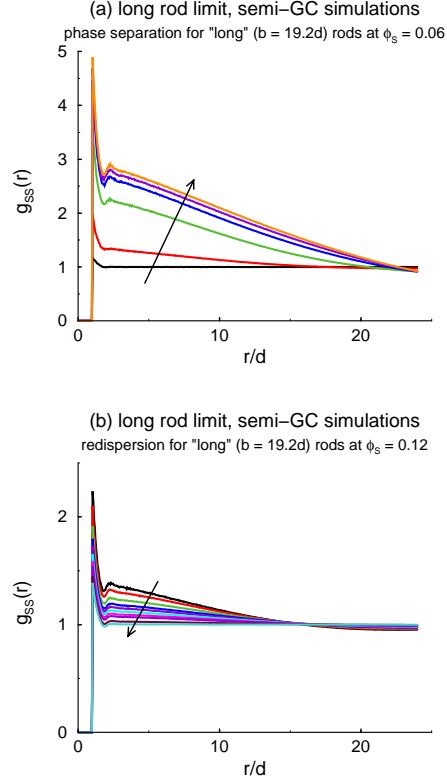 (a) long rod limit, semi−GC simulations
phase separation for "long" (b = 19.2d) rods at ϕS = 0.06
5
4
3
2
1
0
gSS(r)
0 10 20
r/d
(b) long rod limit, semi−GC simulations
redispersion for "long" (b = 19.2d) rods at ϕS = 0.12
2
1
0
gSS(r)
0 10 20
r/d